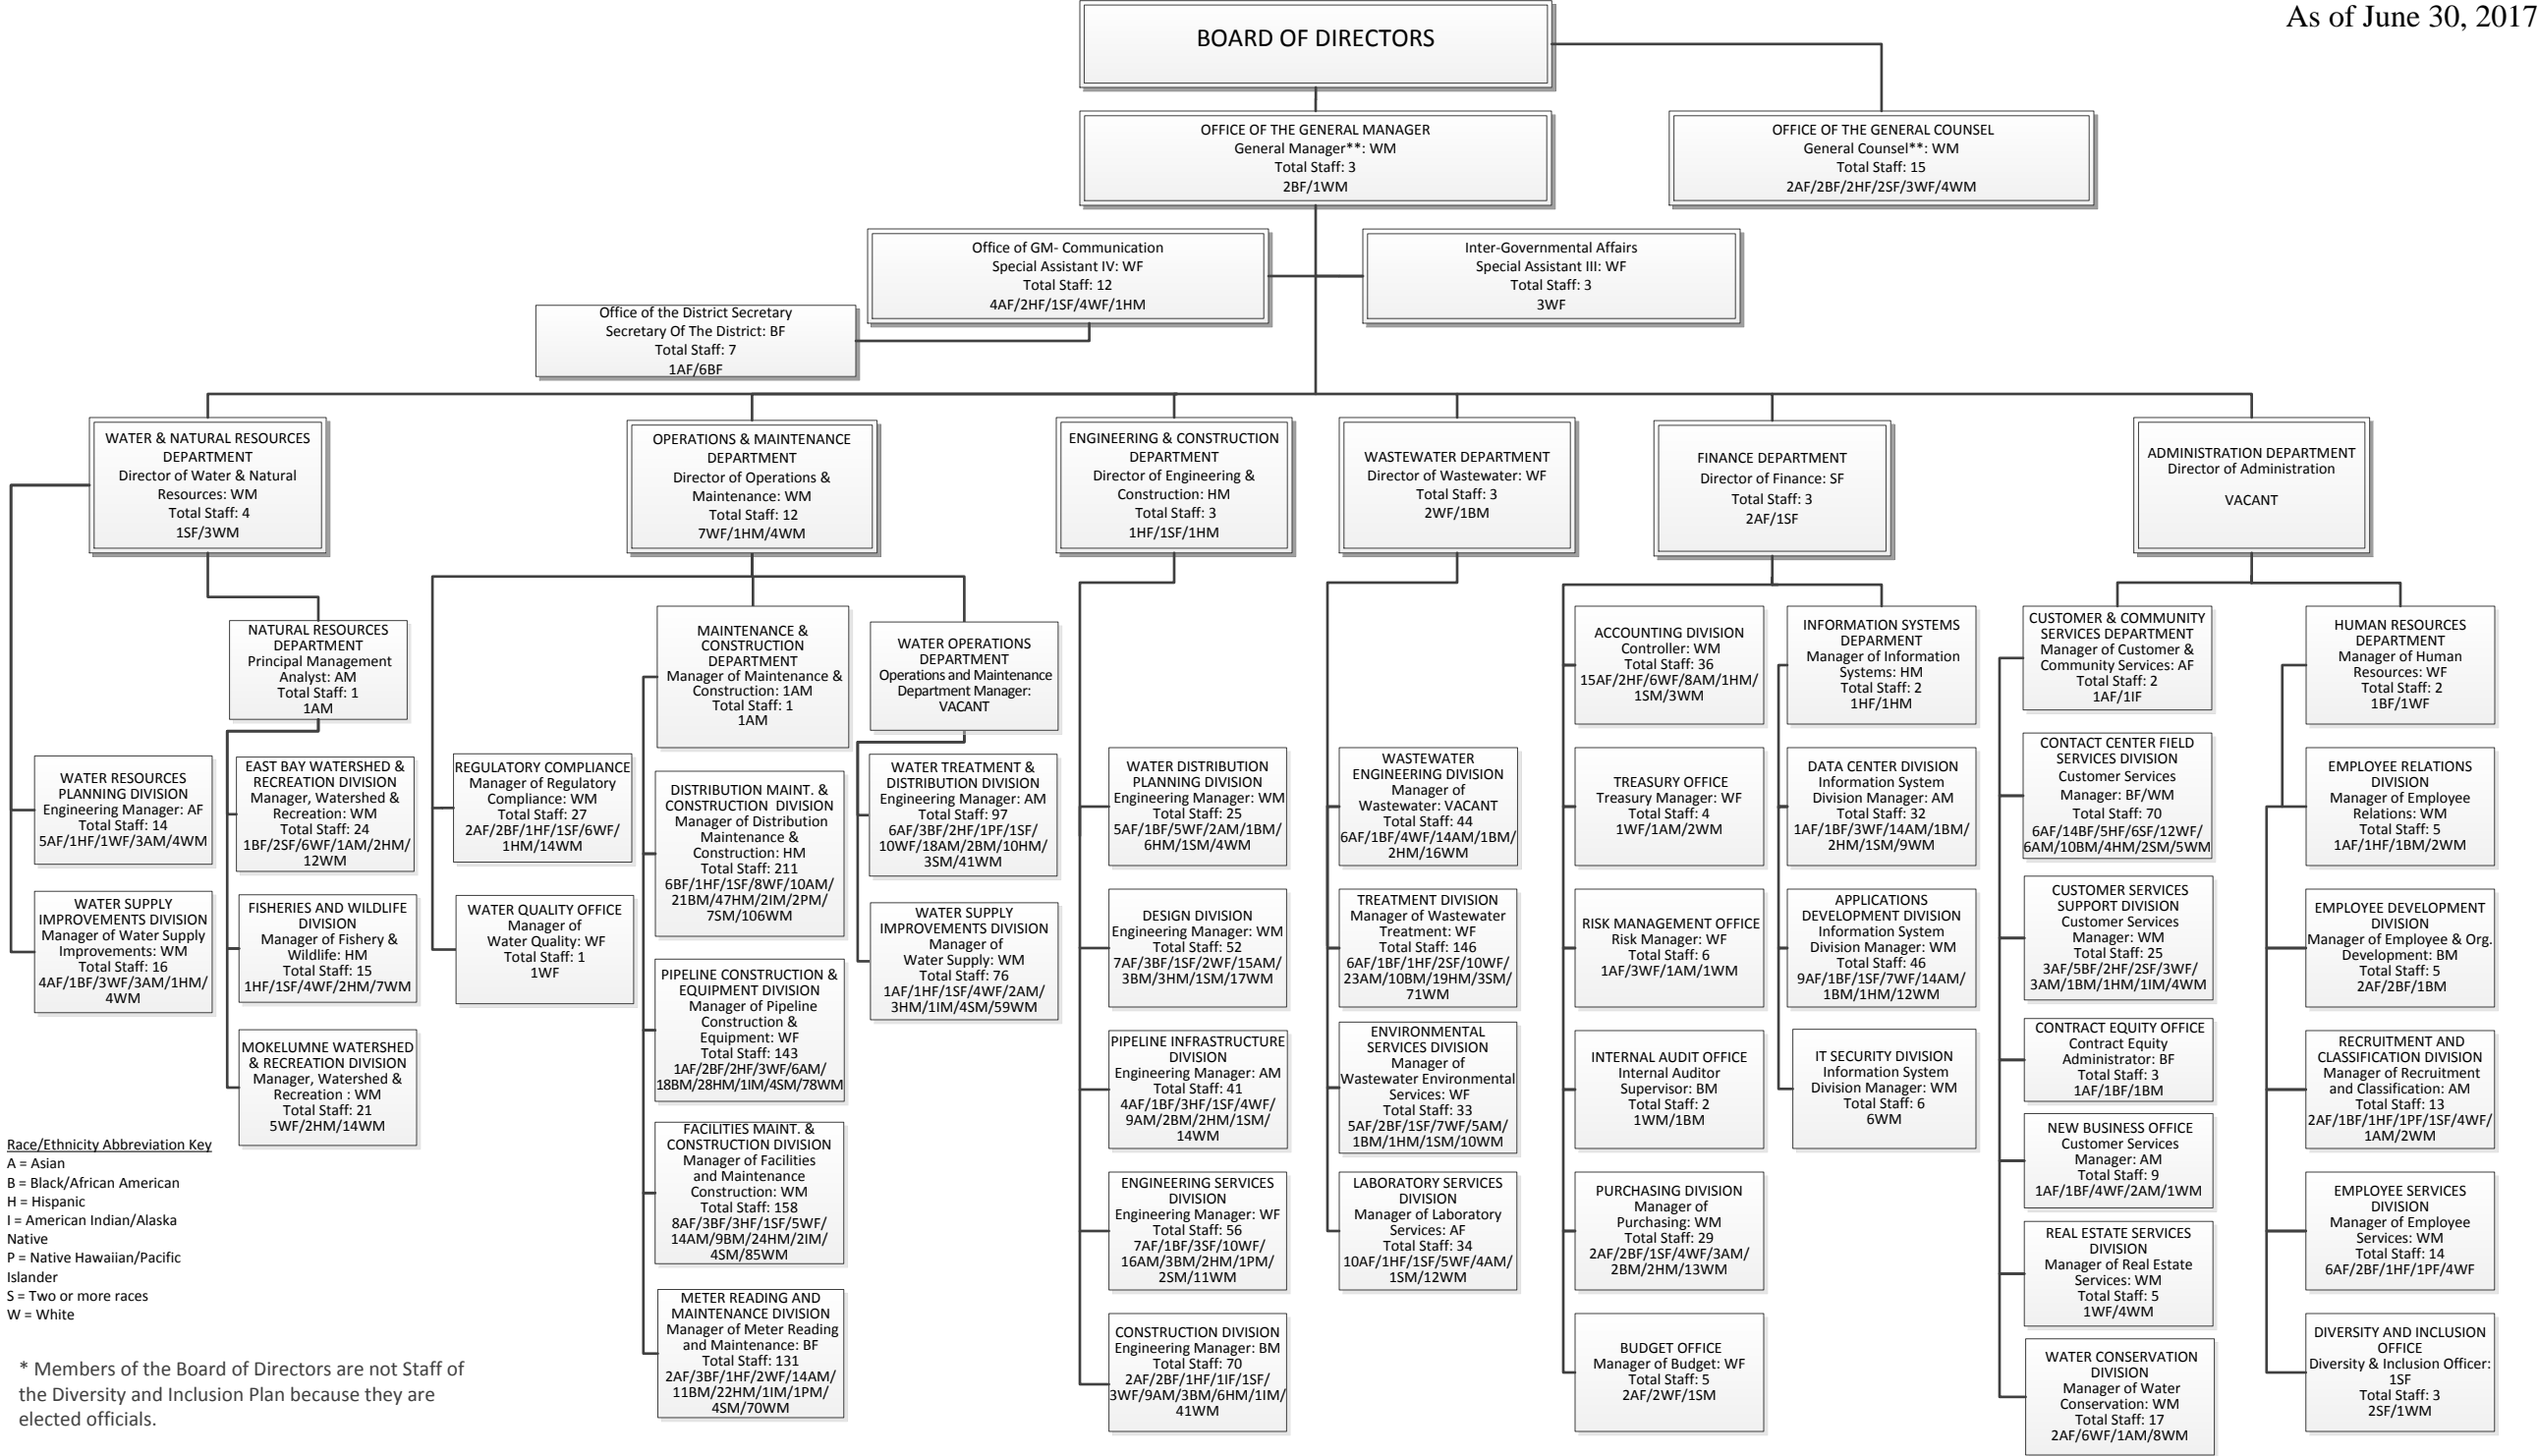 As of June 30, 2017
BOARD OF DIRECTORS
OFFICE OF THE GENERAL MANAGER
General Manager**: WM
Total Staff: 3
2BF/1WM
OFFICE OF THE GENERAL COUNSEL
General Counsel**: WM
Total Staff: 15
2AF/2BF/2HF/2SF/3WF/4WM
Office of GM- Communication
Special Assistant IV: WF
Total Staff: 12
4AF/2HF/1SF/4WF/1HM
Inter-Governmental Affairs
Special Assistant III: WF
Total Staff: 3
3WF
Office of the District Secretary
Secretary Of The District: BF
Total Staff: 7
1AF/6BF
WATER & NATURAL RESOURCES
DEPARTMENT
Director of Water & Natural
Resources: WM
Total Staff: 4
1SF/3WM
OPERATIONS & MAINTENANCE
DEPARTMENT
Director of Operations &
Maintenance: WM
Total Staff: 12
7WF/1HM/4WM
ENGINEERING & CONSTRUCTION
DEPARTMENT
Director of Engineering &
Construction: HM
Total Staff: 3
1HF/1SF/1HM
WASTEWATER DEPARTMENT
Director of Wastewater: WF
Total Staff: 3
2WF/1BM
FINANCE DEPARTMENT
Director of Finance: SF
Total Staff: 3
2AF/1SF
ADMINISTRATION DEPARTMENT
Director of Administration
VACANT
NATURAL RESOURCES
DEPARTMENT
Principal Management
Analyst: AM
Total Staff: 1
1AM
WATER RESOURCES
PLANNING DIVISION
Engineering Manager: AF
Total Staff: 14
5AF/1HF/1WF/3AM/4WM
WATER SUPPLY
IMPROVEMENTS DIVISION
Manager of Water Supply
Improvements: WM
Total Staff: 16
4AF/1BF/3WF/3AM/1HM/
4WM
EAST BAY WATERSHED &
RECREATION DIVISION
Manager, Watershed &
Recreation: WM
Total Staff: 24
1BF/2SF/6WF/1AM/2HM/
12WM
FISHERIES AND WILDLIFE
DIVISION
Manager of Fishery &
Wildlife: HM
Total Staff: 15
1HF/1SF/4WF/2HM/7WM
MOKELUMNE WATERSHED
& RECREATION DIVISION
Manager, Watershed &
Recreation : WM
Total Staff: 21
5WF/2HM/14WM
REGULATORY COMPLIANCE
Manager of Regulatory
Compliance: WM
Total Staff: 27
2AF/2BF/1HF/1SF/6WF/
1HM/14WM
WATER QUALITY OFFICE
Manager of
Water Quality: WF
Total Staff: 1
1WF
MAINTENANCE &
CONSTRUCTION
DEPARTMENT
Manager of Maintenance &
Construction: 1AM
Total Staff: 1
1AM
DISTRIBUTION MAINT. &
CONSTRUCTION DIVISION
Manager of Distribution
Maintenance &
Construction: HM
Total Staff: 211
6BF/1HF/1SF/8WF/10AM/
21BM/47HM/2IM/2PM/
7SM/106WM
PIPELINE CONSTRUCTION &
EQUIPMENT DIVISION
Manager of Pipeline
Construction &
Equipment: WF
Total Staff: 143
1AF/2BF/2HF/3WF/6AM/
18BM/28HM/1IM/4SM/78WM
FACILITIES MAINT. &
CONSTRUCTION DIVISION
Manager of Facilities
and Maintenance
Construction: WM
Total Staff: 158
8AF/3BF/3HF/1SF/5WF/
14AM/9BM/24HM/2IM/
4SM/85WM
METER READING AND
MAINTENANCE DIVISION
Manager of Meter Reading
and Maintenance: BF
Total Staff: 131
2AF/3BF/1HF/2WF/14AM/
11BM/22HM/1IM/1PM/
4SM/70WM
WATER OPERATIONS
DEPARTMENT
Operations and Maintenance
Department Manager:
VACANT
WATER TREATMENT &
DISTRIBUTION DIVISION
Engineering Manager: AM
Total Staff: 97
6AF/3BF/2HF/1PF/1SF/
10WF/18AM/2BM/10HM/
3SM/41WM
WATER SUPPLY
IMPROVEMENTS DIVISION
Manager of
Water Supply: WM
Total Staff: 76
1AF/1HF/1SF/4WF/2AM/
3HM/1IM/4SM/59WM
WATER DISTRIBUTION
PLANNING DIVISION
Engineering Manager: WM
Total Staff: 25
5AF/1BF/5WF/2AM/1BM/
6HM/1SM/4WM
DESIGN DIVISION
Engineering Manager: WM
Total Staff: 52
7AF/3BF/1SF/2WF/15AM/
3BM/3HM/1SM/17WM
PIPELINE INFRASTRUCTURE
DIVISION
Engineering Manager: AM
Total Staff: 41
4AF/1BF/3HF/1SF/4WF/
9AM/2BM/2HM/1SM/
14WM
ENGINEERING SERVICES
DIVISION
Engineering Manager: WF
Total Staff: 56
7AF/1BF/3SF/10WF/
16AM/3BM/2HM/1PM/
2SM/11WM
CONSTRUCTION DIVISION
Engineering Manager: BM
Total Staff: 70
2AF/2BF/1HF/1IF/1SF/
3WF/9AM/3BM/6HM/1IM/
41WM
WASTEWATER
ENGINEERING DIVISION
Manager of
Wastewater: VACANT
Total Staff: 44
6AF/1BF/4WF/14AM/1BM/
2HM/16WM
TREATMENT DIVISION
Manager of Wastewater
Treatment: WF
Total Staff: 146
6AF/1BF/1HF/2SF/10WF/
23AM/10BM/19HM/3SM/
71WM
ENVIRONMENTAL
SERVICES DIVISION
Manager of
Wastewater Environmental
Services: WF
Total Staff: 33
5AF/2BF/1SF/7WF/5AM/
1BM/1HM/1SM/10WM
LABORATORY SERVICES
DIVISION
Manager of Laboratory
Services: AF
Total Staff: 34
10AF/1HF/1SF/5WF/4AM/
1SM/12WM
ACCOUNTING DIVISION
Controller: WM
Total Staff: 36
15AF/2HF/6WF/8AM/1HM/
1SM/3WM
TREASURY OFFICE
Treasury Manager: WF
Total Staff: 4
1WF/1AM/2WM
RISK MANAGEMENT OFFICE
Risk Manager: WF
Total Staff: 6
1AF/3WF/1AM/1WM
INTERNAL AUDIT OFFICE
Internal Auditor
Supervisor: BM
Total Staff: 2
1WM/1BM
PURCHASING DIVISION
Manager of
Purchasing: WM
Total Staff: 29
2AF/2BF/1SF/4WF/3AM/
2BM/2HM/13WM
BUDGET OFFICE
Manager of Budget: WF
Total Staff: 5
2AF/2WF/1SM
INFORMATION SYSTEMS
DEPARMENT
Manager of Information
Systems: HM
Total Staff: 2
1HF/1HM
DATA CENTER DIVISION
Information System
Division Manager: AM
Total Staff: 32
1AF/1BF/3WF/14AM/1BM/
2HM/1SM/9WM
APPLICATIONS
DEVELOPMENT DIVISION
Information System
Division Manager: WM
Total Staff: 46
9AF/1BF/1SF/7WF/14AM/
1BM/1HM/12WM
IT SECURITY DIVISION
Information System
Division Manager: WM
Total Staff: 6
6WM
CUSTOMER & COMMUNITY
SERVICES DEPARTMENT
Manager of Customer &
Community Services: AF
Total Staff: 2
1AF/1IF
CONTACT CENTER FIELD
SERVICES DIVISION
Customer Services
Manager: BF/WM
Total Staff: 70
6AF/14BF/5HF/6SF/12WF/
6AM/10BM/4HM/2SM/5WM
CUSTOMER SERVICES
SUPPORT DIVISION
Customer Services
Manager: WM
Total Staff: 25
3AF/5BF/2HF/2SF/3WF/
3AM/1BM/1HM/1IM/4WM
CONTRACT EQUITY OFFICE
Contract Equity
Administrator: BF
Total Staff: 3
1AF/1BF/1BM
NEW BUSINESS OFFICE
Customer Services
Manager: AM
Total Staff: 9
1AF/1BF/4WF/2AM/1WM
REAL ESTATE SERVICES
DIVISION
Manager of Real Estate
Services: WM
Total Staff: 5
1WF/4WM
WATER CONSERVATION
DIVISION
Manager of Water
Conservation: WM
Total Staff: 17
2AF/6WF/1AM/8WM
HUMAN RESOURCES
DEPARTMENT
Manager of Human
Resources: WF
Total Staff: 2
1BF/1WF
EMPLOYEE RELATIONS
DIVISION
Manager of Employee
Relations: WM
Total Staff: 5
1AF/1HF/1BM/2WM
EMPLOYEE DEVELOPMENT
DIVISION
Manager of Employee & Org.
Development: BM
Total Staff: 5
2AF/2BF/1BM
RECRUITMENT AND
CLASSIFICATION DIVISION
Manager of Recruitment
and Classification: AM
Total Staff: 13
2AF/1BF/1HF/1PF/1SF/4WF/
1AM/2WM
EMPLOYEE SERVICES
DIVISION
Manager of Employee
Services: WM
Total Staff: 14
6AF/2BF/1HF/1PF/4WF
DIVERSITY AND INCLUSION
OFFICE
Diversity & Inclusion Officer:
1SF
Total Staff: 3
2SF/1WM
Race/Ethnicity Abbreviation Key
A = Asian
B = Black/African American
H = Hispanic
I = American Indian/Alaska
Native
P = Native Hawaiian/Pacific
Islander
S = Two or more races
W = White
* Members of the Board of Directors are not Staff of
the Diversity and Inclusion Plan because they are
elected officials.